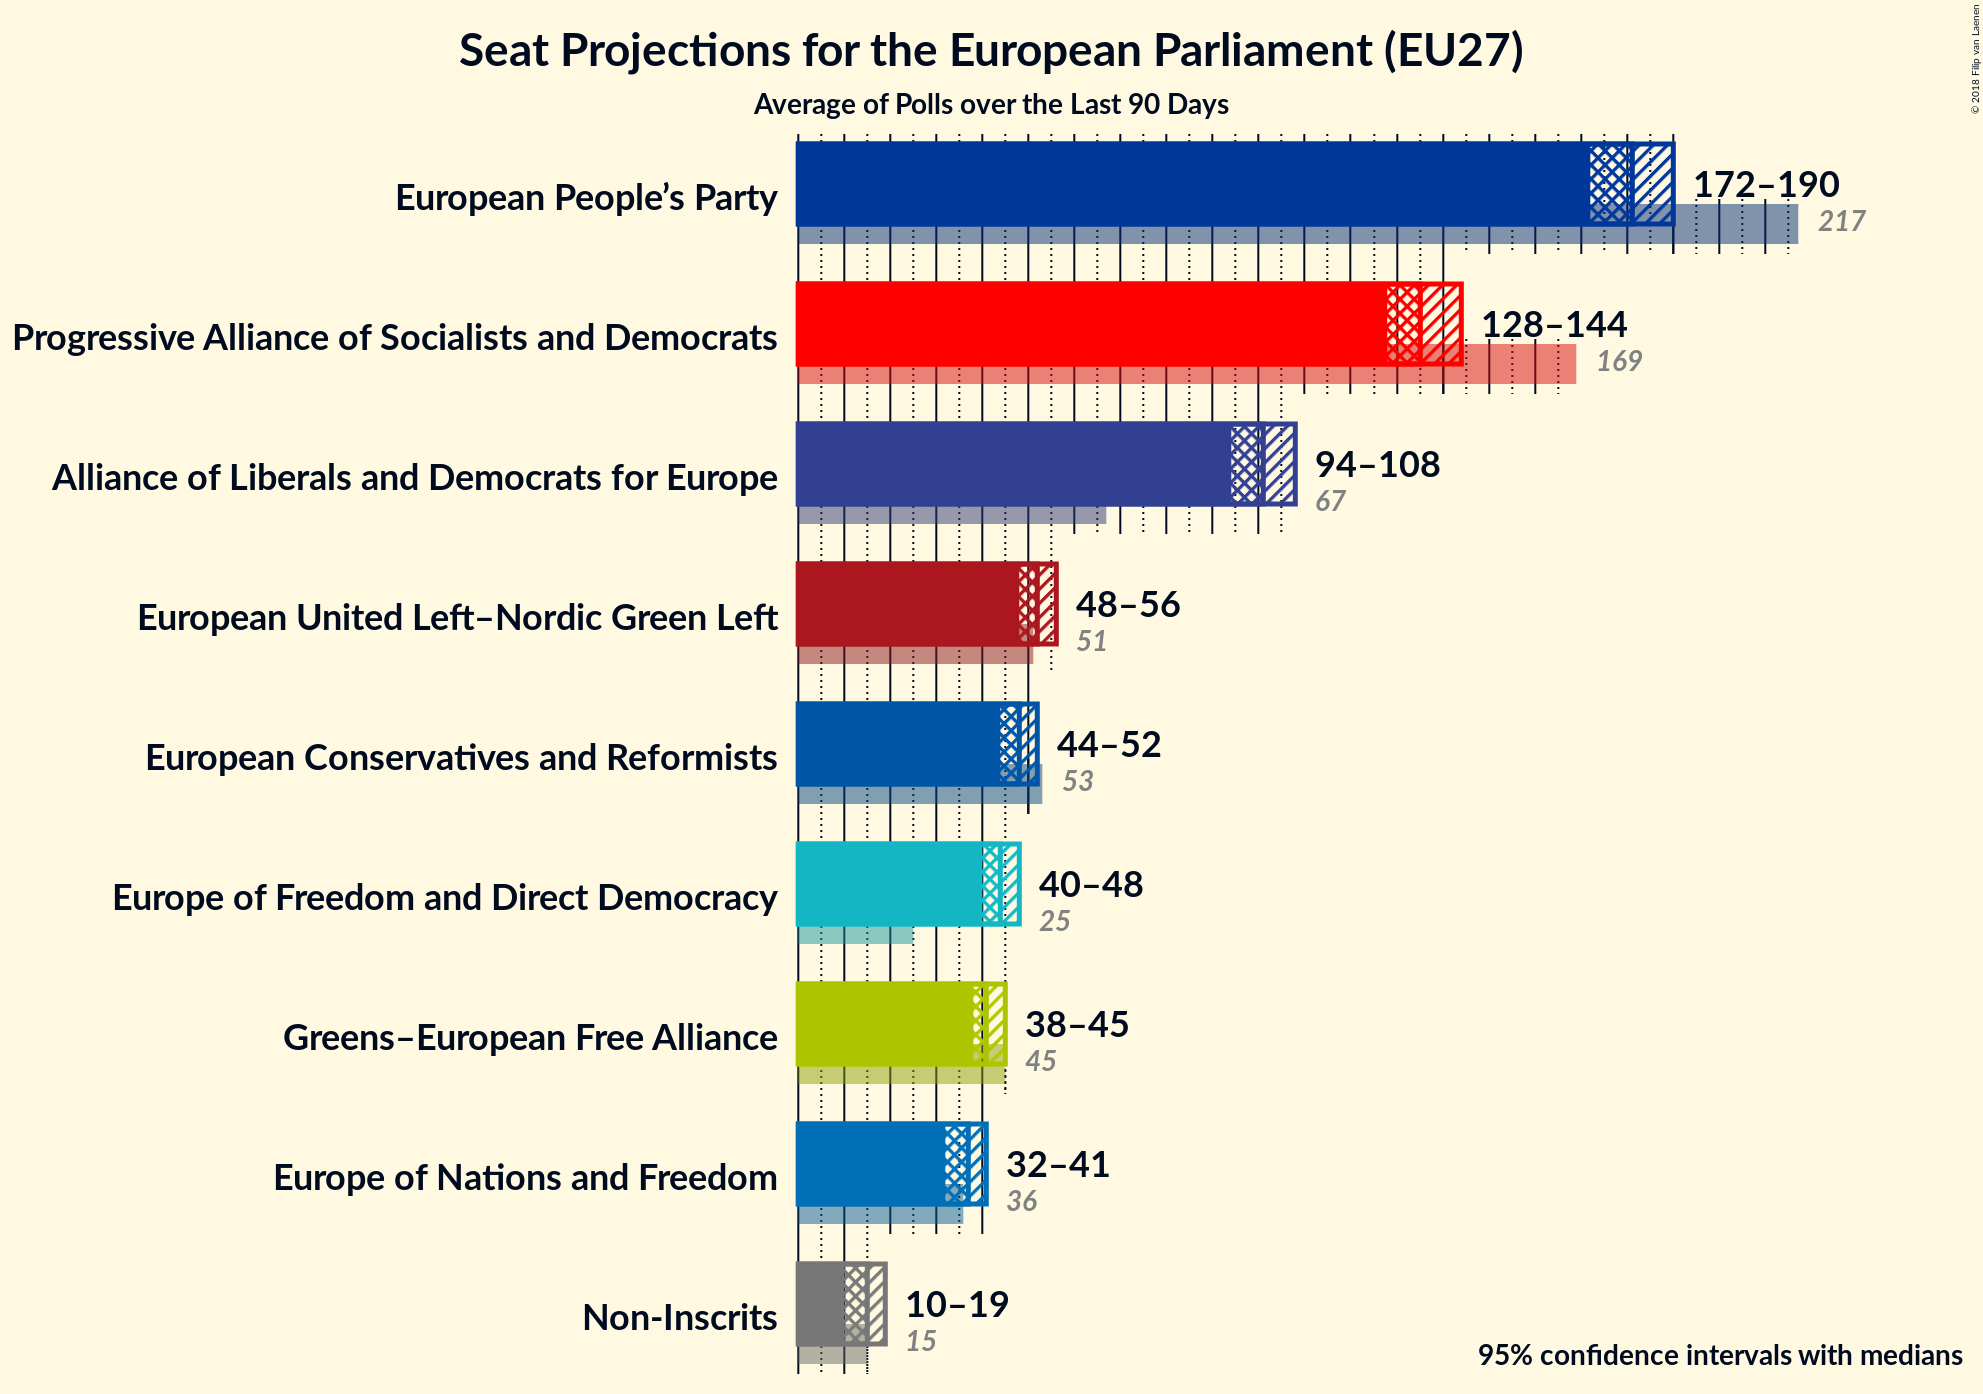 Seat Projections for the European Parliament (EU27)
Average of Polls over the Last 90 Days
© 2018 Filip van Laenen
European People’s Party
172–190
217
Progressive Alliance of Socialists and Democrats
128–144
169
Alliance of Liberals and Democrats for Europe
94–108
67
European United Left–Nordic Green Left
48–56
51
European Conservatives and Reformists
44–52
53
Europe of Freedom and Direct Democracy
40–48
25
Greens–European Free Alliance
38–45
45
Europe of Nations and Freedom
32–41
36
Non-Inscrits
10–19
15
95% confidence intervals with medians